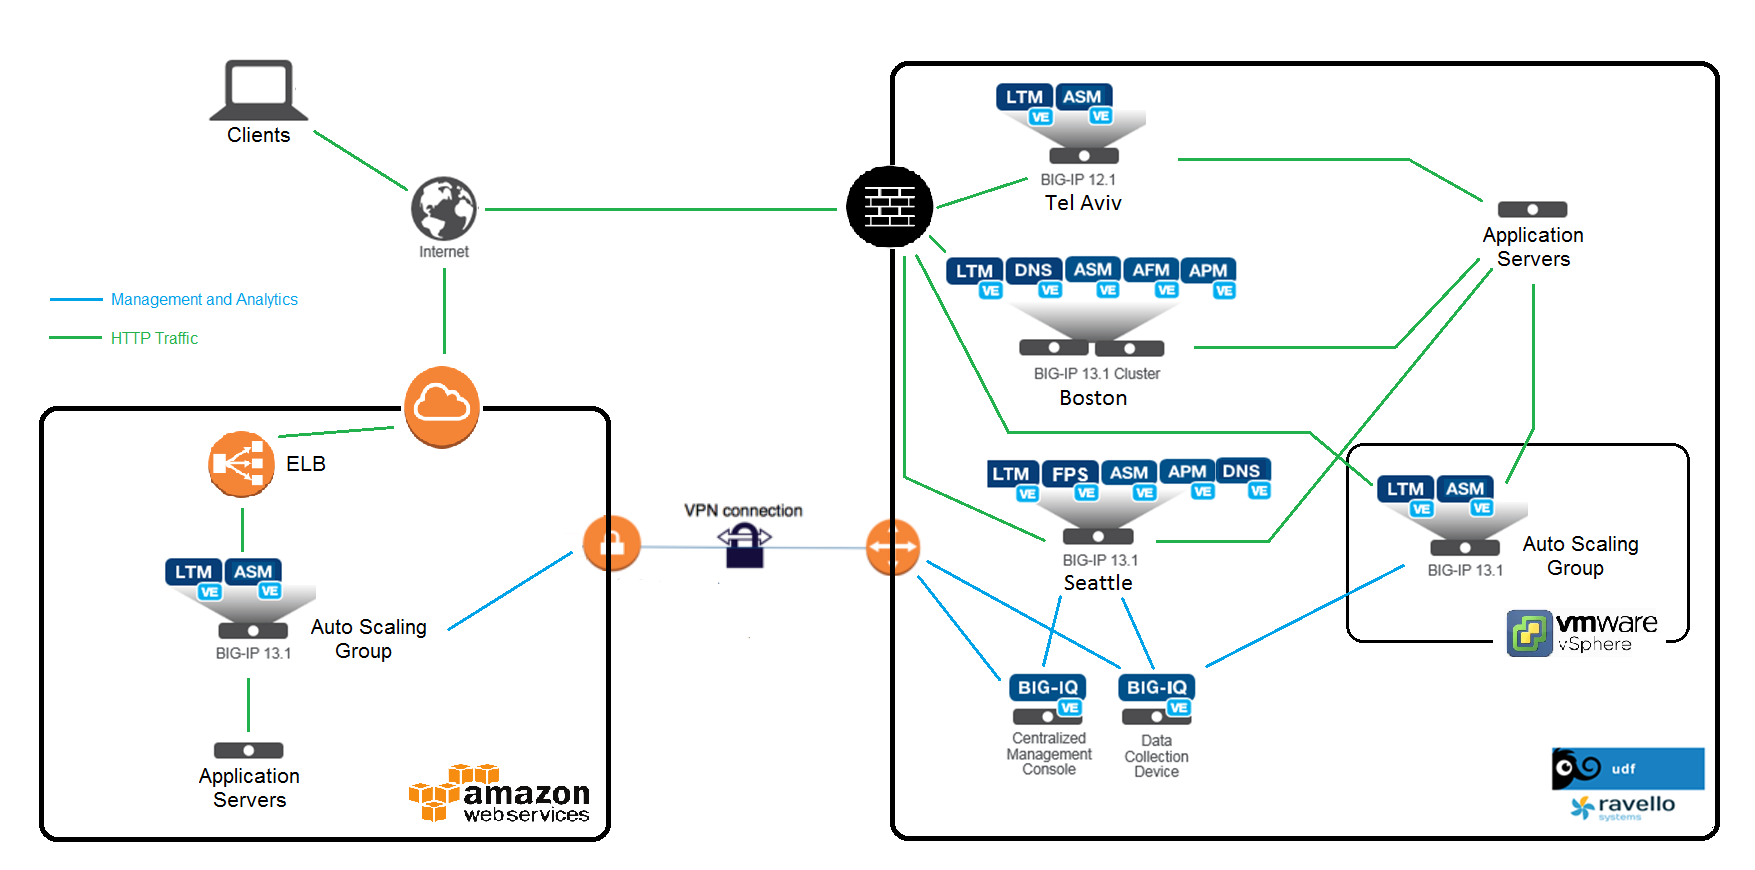 Clients
Internet
Management and Analytics
HTTP Traffic
ELB
LTM
ASM
VE
VE
Auto Scaling
Group
BIG-IP 13.1
Application
Servers
amazon
webservices
VPN connection
LTM
ASM
VE
VE
BIG-IP 12.1
Tel Aviv
LTM
DNS
ASM
AFM
APM
VE
VE
VE
VE
VE
BIG-IP 13.1 Cluster
Boston
Application
Servers
LTM
FPS
ASM
APM
DNS
VE
VE
VE
VE
VE
BIG-IP 13.1
Seattle
LTM
ASM
VE
VE
BIG-IP 13.1
Auto Scaling
Group
vmware
vSphere
BIG-IQ
VE
Centralized
Management
Console
BIG-IQ
VE
Data
Collection
Device
udf
ravello
systems